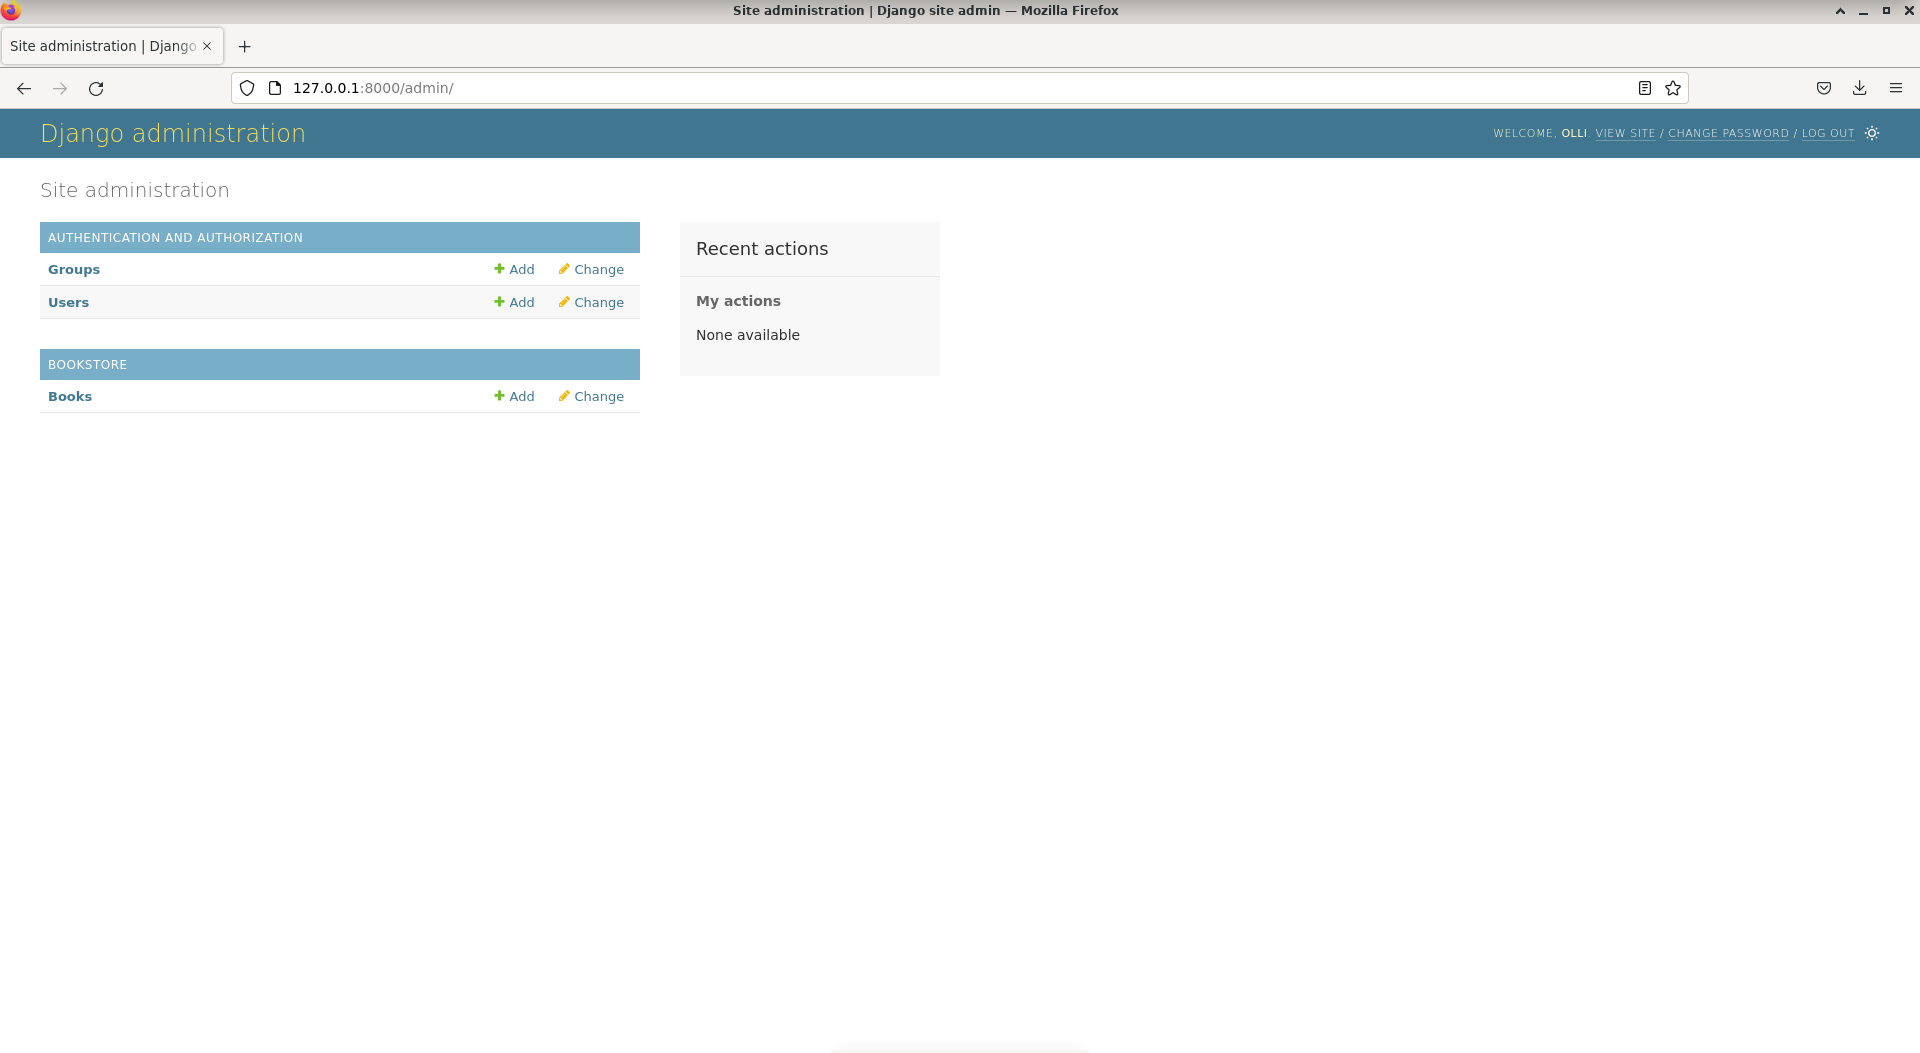 Site administration | Django site admin — Mozilla Firefox
Site administration | Django
127.0.0.1:8000/admin/
Django administration
WELCOME, OLLI. VIEW SITE / CHANGE PASSWORD / LOG OUT
Site administration
AUTHENTICATION AND AUTHORIZATION
Groups Add Change
Users Add Change
BOOKSTORE
Books Add Change
Recent actions
My actions
None available